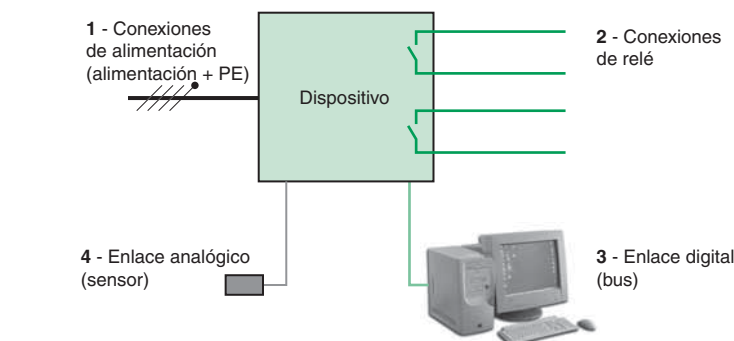 1 - Conexiones
de alimentación
(alimentación + PE)
2 - Conexiones
de relé
Dispositivo
4 - Enlace analógico
(sensor)
3 - Enlace digital
(bus)